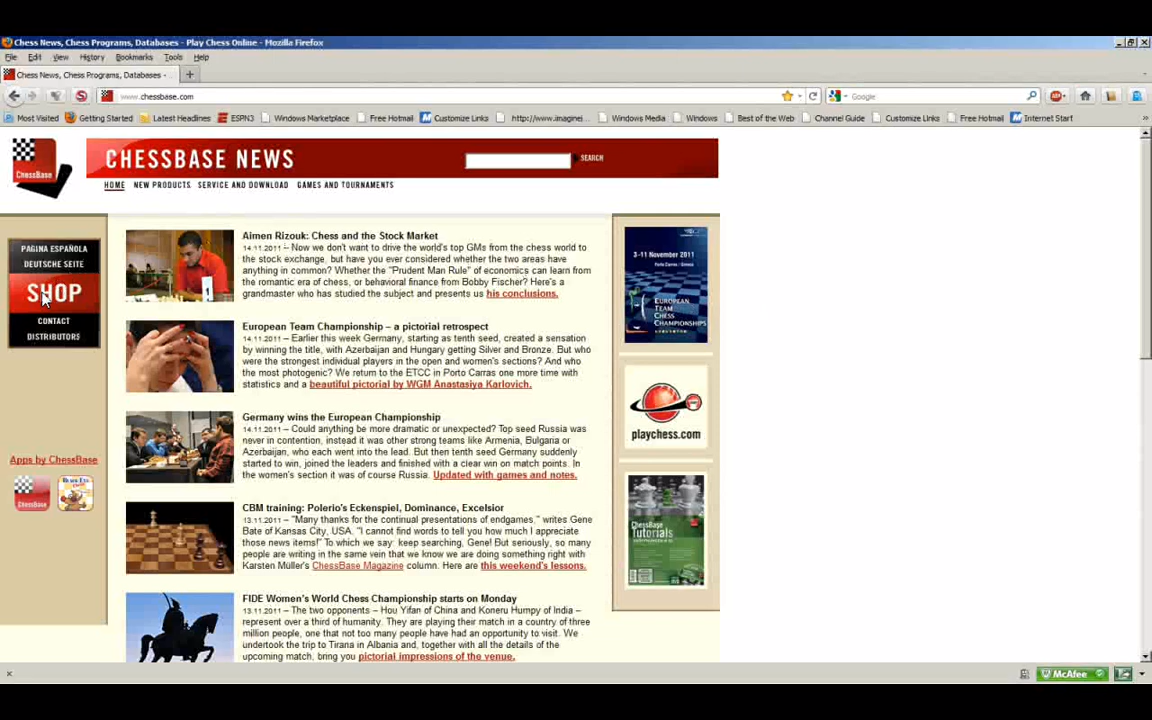 Chess News, Chess Programs, Databases - Play Chess Online - Mozilla Firefox
File Edit View History Bookmarks Tools Help
Chess News, Chess Programs, Databases -...
www.chessbase.com
Google
Most Visited Getting Started Latest Headlines ESPN3 Windows Marketplace Free Hotmail Customize Links http://www.imaginei... Windows Media Windows Best of the Web Channel Guide Customize Links Free Hotmail Internet Start
ChessBase
CHESSBASE NEWS
SEARCH
HOME NEW PRODUCTS SERVICE AND DOWNLOAD GAMES AND TOURNAMENTS
PAGINA ESPAÑOLA
DEUTSCHE SEITE
SHOP
CONTACT
DISTRIBUTORS
Apps by ChessBase
ChessBase
Aimen Rizouk: Chess and the Stock Market
14.11.2011 – Now we don't want to drive the world's top GMs from the chess world to
the stock exchange, but have you ever considered whether the two areas have
anything in common? Whether the "Prudent Man Rule" of economics can learn from
the romantic era of chess, or behavioral finance from Bobby Fischer? Here's a
grandmaster who has studied the subject and presents us his conclusions.
European Team Championship – a pictorial retrospect
14.11.2011 – Earlier this week Germany, starting as tenth seed, created a sensation
by winning the title, with Azerbaijan and Hungary getting Silver and Bronze. But who
were the strongest individual players in the open and women's sections? And who
the most photogenic? We return to the ETCC in Porto Carras one more time with
statistics and a beautiful pictorial by WGM Anastasiya Karlovich.
Germany wins the European Championship
14.11.2011 – Could anything be more dramatic or unexpected? Top seed Russia was
never in contention, instead it was other strong teams like Armenia, Bulgaria or
Azerbaijan, who each went into the lead. But then tenth seed Germany suddenly
started to win, joined the leaders and finished with a clear win on match points. In
the women's section it was of course Russia. Updated with games and notes.
CBM training: Polerio's Eckenspiel, Dominance, Excelsior
13.11.2011 – "Many thanks for the continual presentations of endgames," writes Gene
Bate of Kansas City, USA. "I cannot find words to tell you how much I appreciate
those news items!" To which we say: keep searching, Gene! But seriously, so many
people are writing in the same vein that we know we are doing something right with
Karsten Müller's ChessBase Magazine column. Here are this weekend's lessons.
FIDE Women's World Chess Championship starts on Monday
13.11.2011 – The two opponents – Hou Yifan of China and Koneru Humpy of India –
represent over a third of humanity. They are playing their match in a country of three
million people, one that not too many people have had an opportunity to visit. We
undertook the trip to Tirana in Albania and, together with all the details of the
upcoming match, bring you pictorial impressions of the venue.
3-11 November 2011
EUROPEAN
TEAM
CHESS
CHAMPIONSHIPS
playchess.com
ChessBase
Tutorials
McAfee